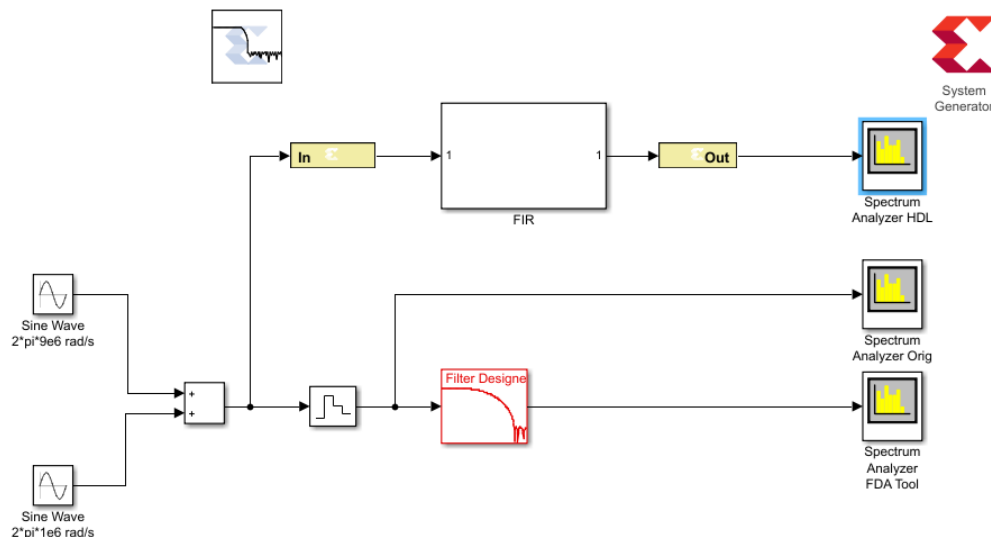 System
Generator
In
1
1
Out
FIR
Spectrum
Analyzer HDL
Sine Wave
2*pi*9e6 rad/s
Spectrum
Analyzer Orig
+
+
Filter Designe
Spectrum
Analyzer
FDA Tool
Sine Wave
2*pi*1e6 rad/s